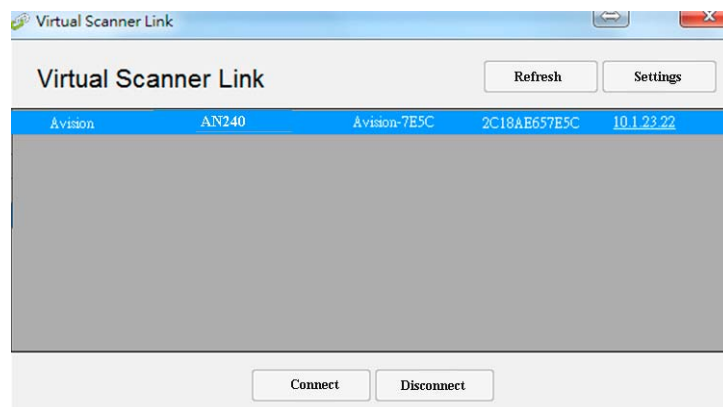 Virtual Scanner Link
Virtual Scanner Link
Refresh
Settings
Avision AN240 Avision-7E5C 2C18AE657E5C 10.1.23.22
Connect
Disconnect